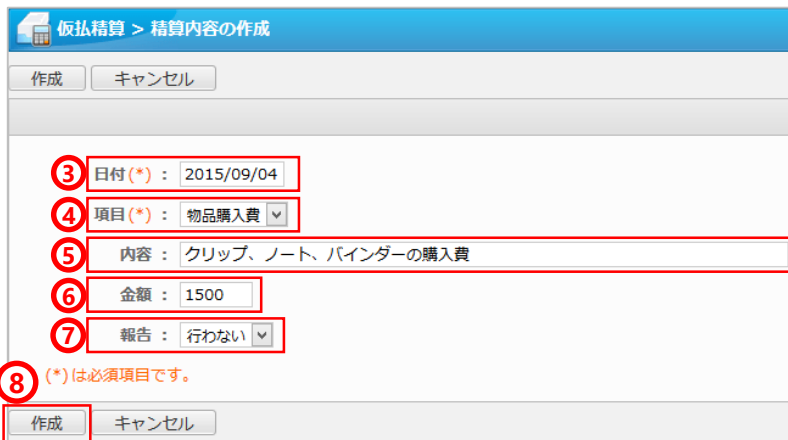 仮払精算 > 精算内容の作成
作成 キャンセル
③ 日付(*) : 2015/09/04
④ 項目(*) : 物品購入費
⑤ 内容 : クリップ、ノート、バインダーの購入費
⑥ 金額 : 1500
⑦ 報告 : 行わない
(*)は必須項目です。
⑧
作成 キャンセル